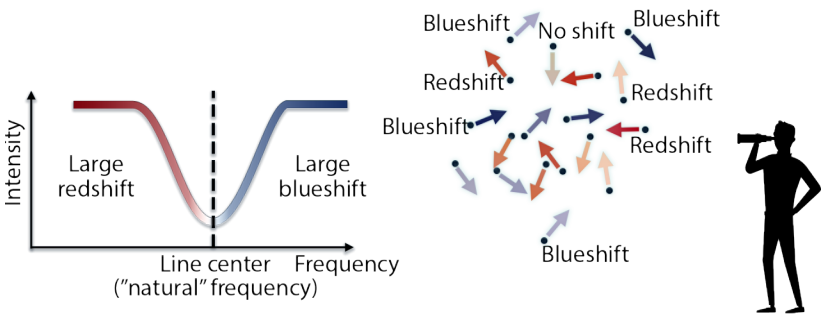 Intensity
Large
redshift
Large
blueshift
Line center
("natural" frequency)
Frequency
Blueshift
No shift
Blueshift
Redshift
Redshift
Blueshift
Redshift
Blueshift